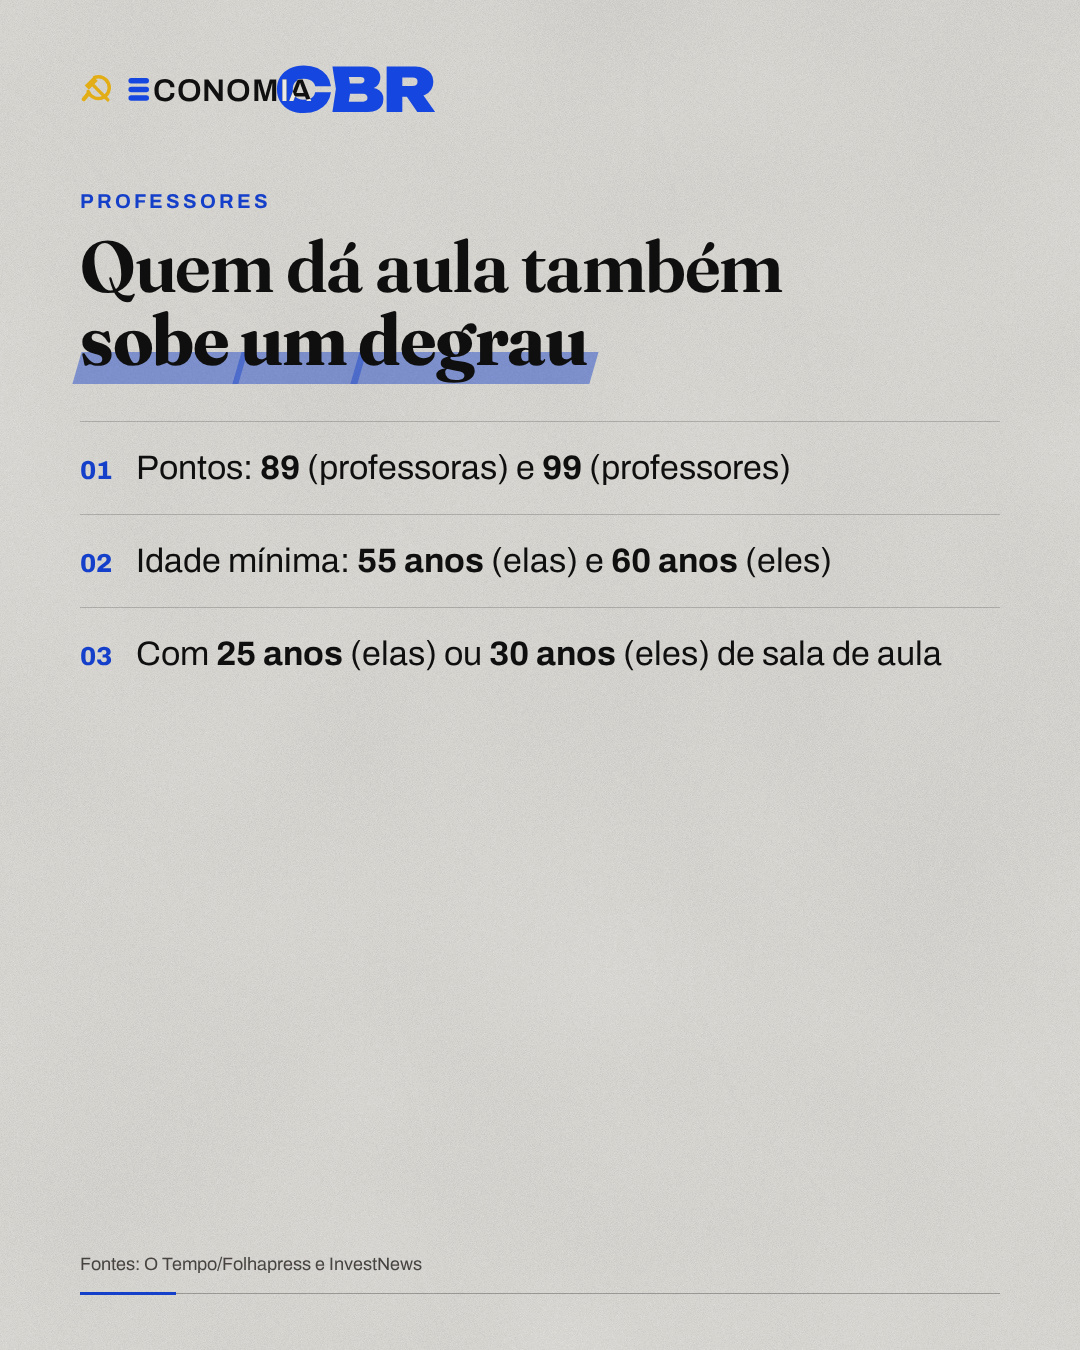 ECONOMIA CBR
PROFESSORES
Quem dá aula também
sobe um degrau
01 Pontos: 89 (professoras) e 99 (professores)
02 Idade mínima: 55 anos (elas) e 60 anos (eles)
03 Com 25 anos (elas) ou 30 anos (eles) de sala de aula
Fontes: O Tempo/Folhapress e InvestNews